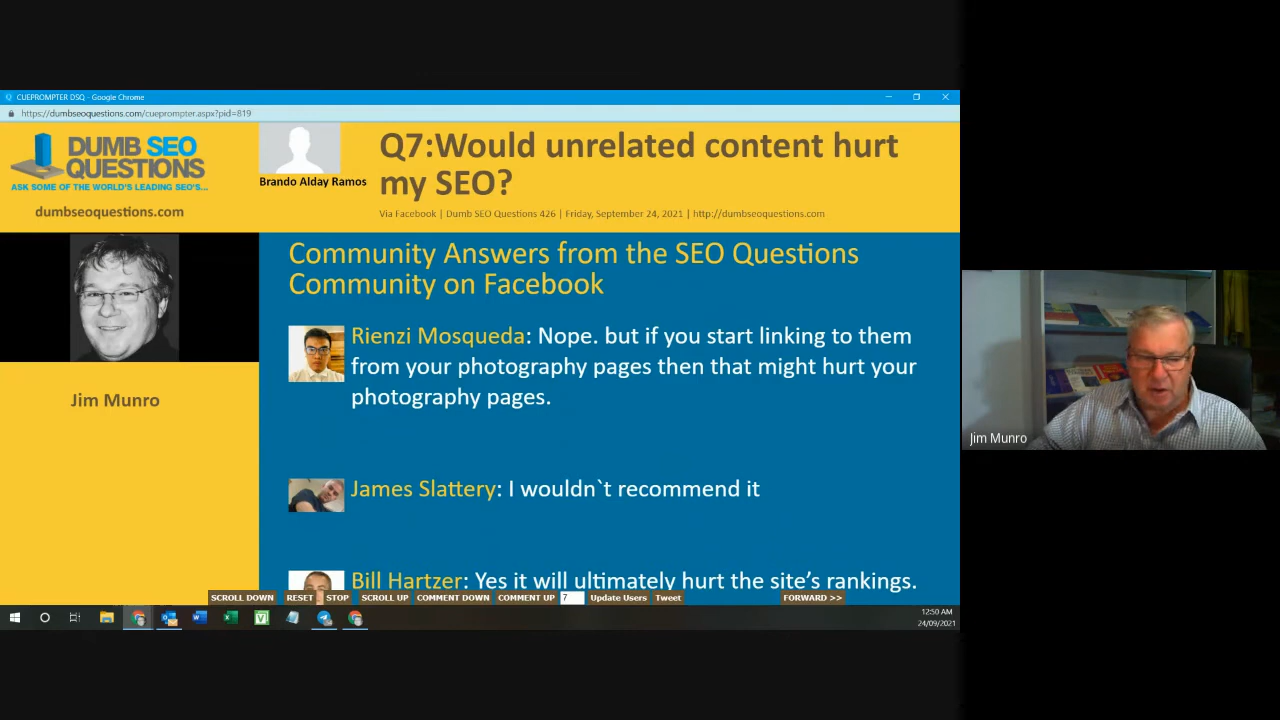 CUEPROMPTER DSQ - Google Chrome
https://dumbseoquestions.com/cueprompter.aspx?pid=819
DUMB SEO
QUESTIONS
ASK SOME OF THE WORLD'S LEADING SEO'S...
dumbseoquestions.com
Brando Alday Ramos
Q7:Would unrelated content hurt
my SEO?
Via Facebook | Dumb SEO Questions 426 | Friday, September 24, 2021 | http://dumbseoquestions.com
Jim Munro
Community Answers from the SEO Questions
Community on Facebook
Rienzi Mosqueda: Nope. but if you start linking to them
from your photography pages then that might hurt your
photography pages.
James Slattery: I wouldn`t recommend it
Bill Hartzer: Yes it will ultimately hurt the site's rankings.
SCROLL DOWN RESET STOP SCROLL UP COMMENT DOWN COMMENT UP 7 Update Users Tweet FORWARD >>
12:50 AM
24/09/2021
Jim Munro